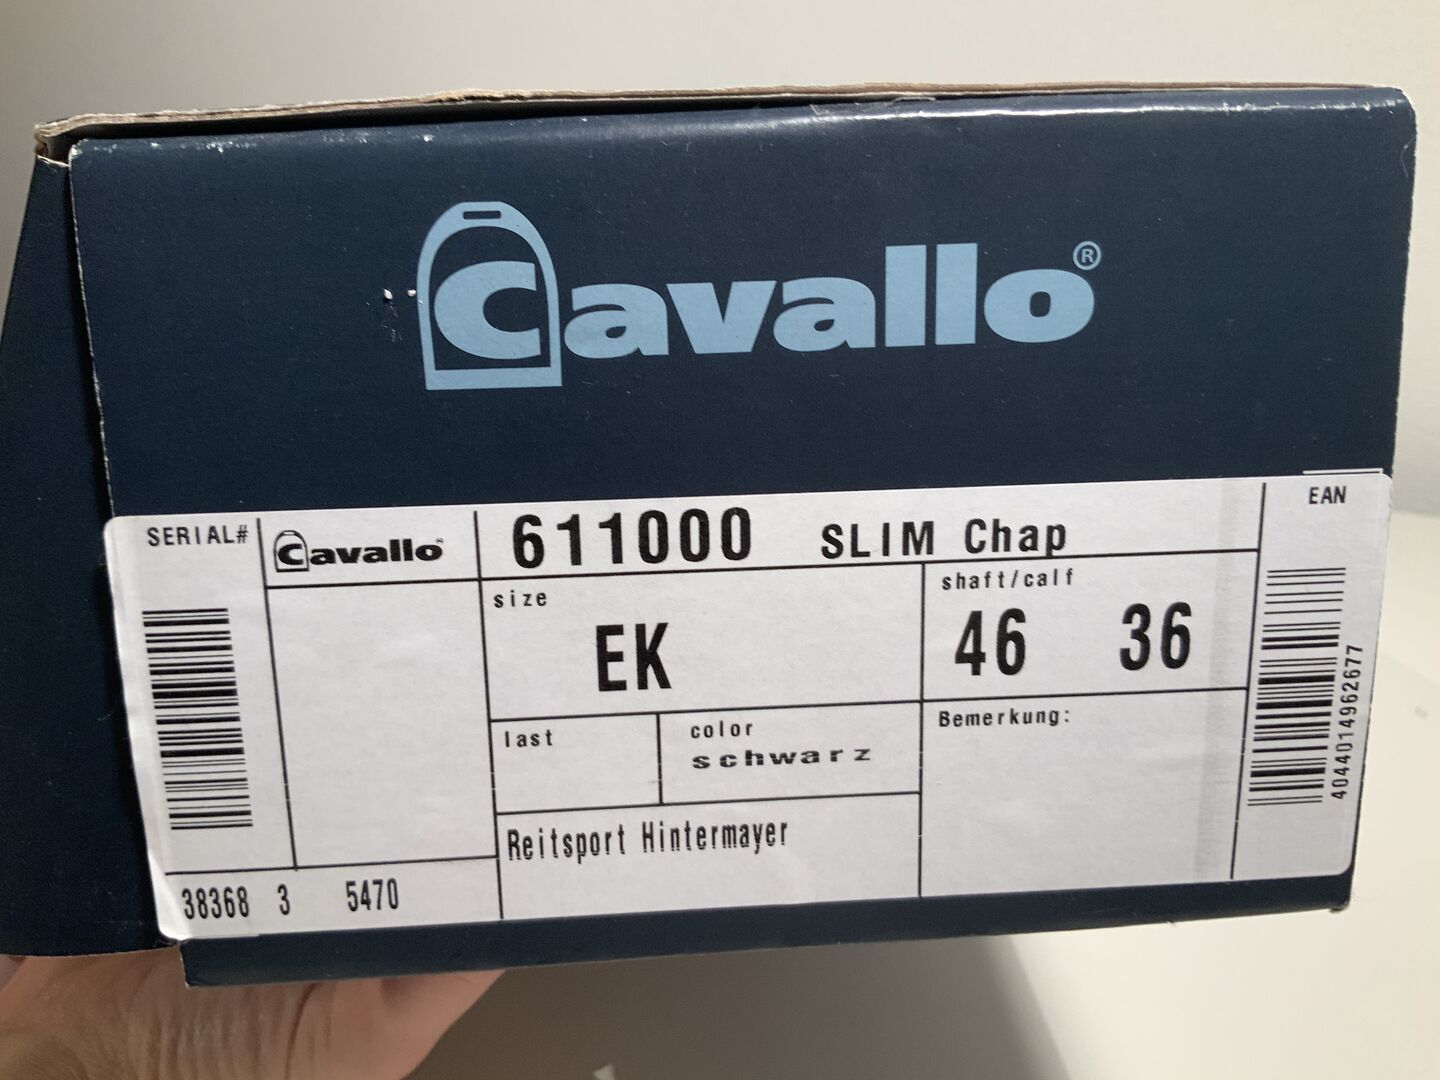 Cavallo®
SERIAL#
Cavallo
611000 SLIM Chap
EAN
size
EK
shaft/calf
46 36
last
color
schwarz
Bemerkung:
Reitsport Hintermayer
38368 3 5470
4044014962677